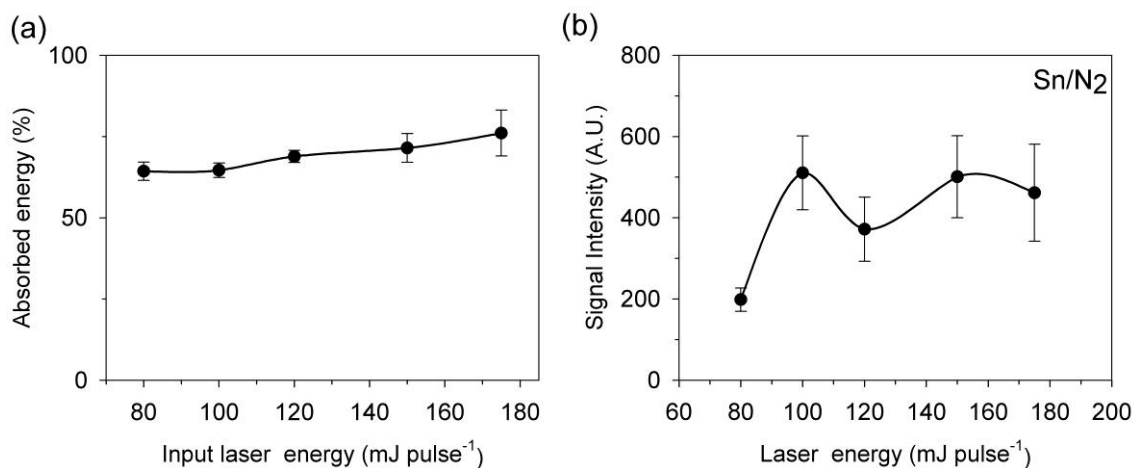 (a)
100
50
0
Absorbed energy (%)
80 100 120 140 160 180
Input laser energy (mJ pulse⁻¹)
(b)
Sn/N₂
800
600
400
200
0
Signal Intensity (A.U.)
60 80 100 120 140 160 180 200
Laser energy (mJ pulse⁻¹)